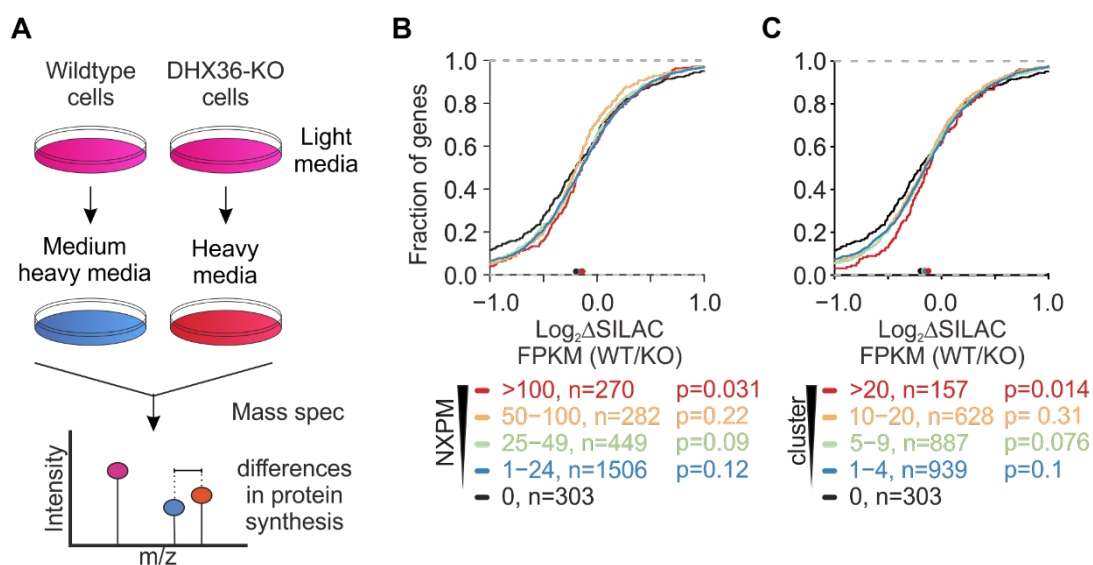 A
Wildtype
cells
DHX36-KO
cells
Light
media
Medium
heavy media
Heavy
media
Mass spec
Intensity
m/z
differences
in protein
synthesis
B
Fraction of genes
1.0
0.8
0.6
0.4
0.2
0.0
−1.0 0.0 1.0
Log₂ΔSILAC
FPKM (WT/KO)
NXPM
>100, n=270 p=0.031
50−100, n=282 p=0.22
25−49, n=449 p=0.09
1−24, n=1506 p=0.12
0, n=303
C
1.0
0.8
0.6
0.4
0.2
0.0
−1.0 0.0 1.0
Log₂ΔSILAC
FPKM (WT/KO)
cluster
>20, n=157 p=0.014
10−20, n=628 p= 0.31
5−9, n=887 p=0.076
1−4, n=939 p=0.1
0, n=303